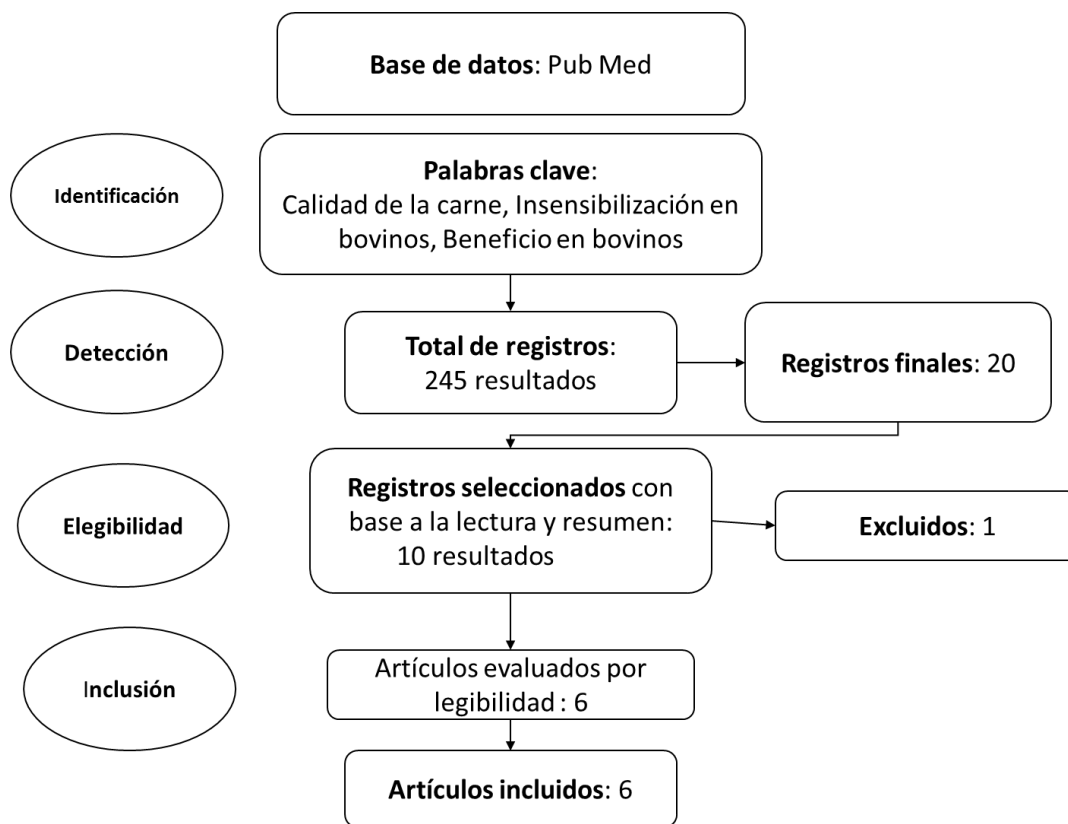 Base de datos: Pub Med
Identificación
Palabras clave:
Calidad de la carne, Insensibilización en
bovinos, Beneficio en bovinos
Detección
Total de registros:
245 resultados
Registros finales: 20
Elegibilidad
Registros seleccionados con
base a la lectura y resumen:
10 resultados
Excluidos: 1
Inclusión
Artículos evaluados por
legibilidad : 6
Artículos incluidos: 6